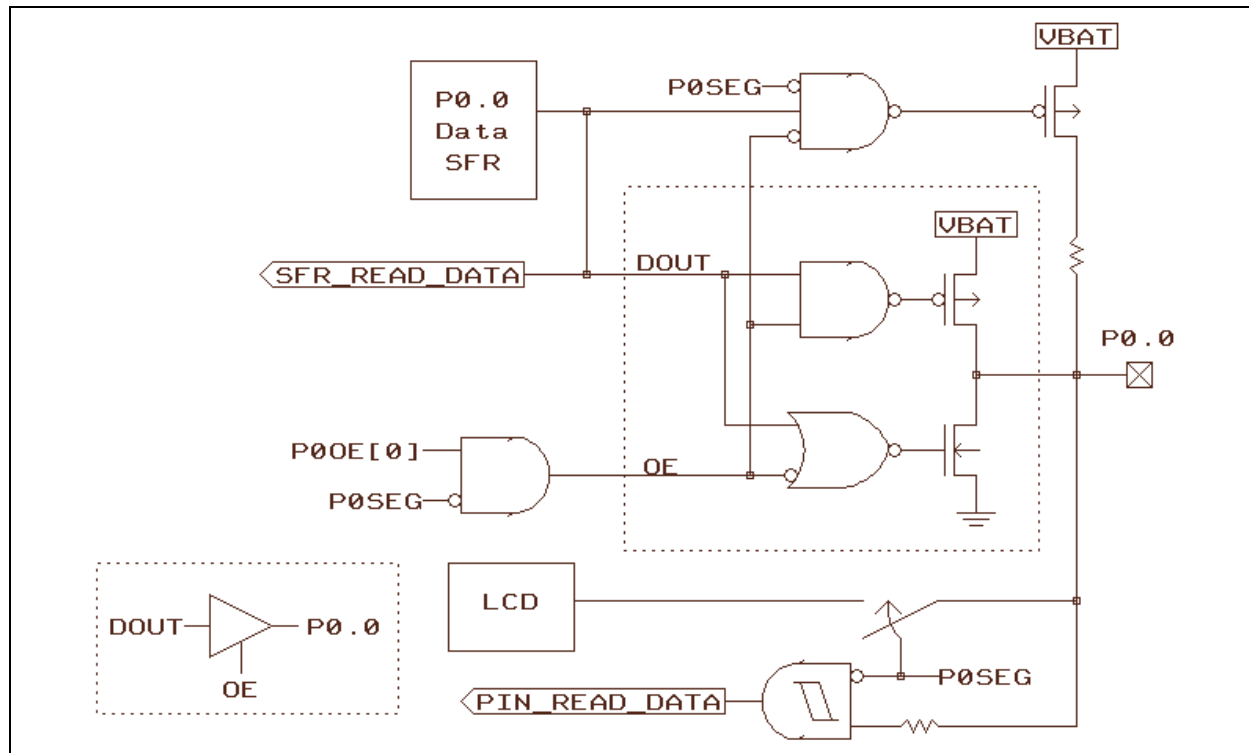 VBAT
P0SEG
P0.0
Data
SFR
VBAT
SFR_READ_DATA
DOUT
P0.0
P0OE[0]
OE
P0SEG
LCD
DOUT
P0.0
OE
P0SEG
PIN_READ_DATA